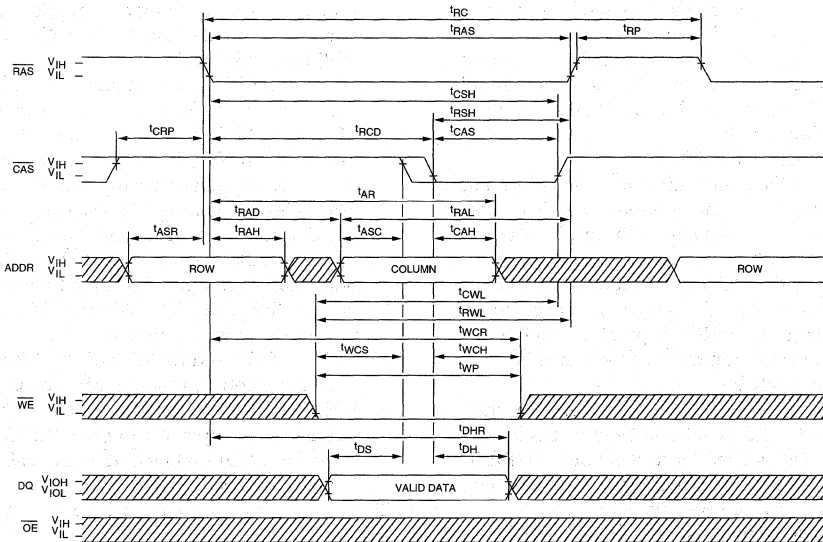 tRC
tRAS
tRP
RAS VIH
VIL
tCSH
tRSH
tCRP
tRCD
tCAS
CAS VIH
VIL
tAR
tRAD
tRAL
tASR
tRAH
tASC
tCAH
ADDR VIH
VIL
ROW
COLUMN
ROW
tCWL
tRWL
tWCR
tWCS
tWCH
tWP
WE VIH
VIL
tDHR
tDS
tDH
DQ VIOH
VIOL
VALID DATA
OE VIH
VIL